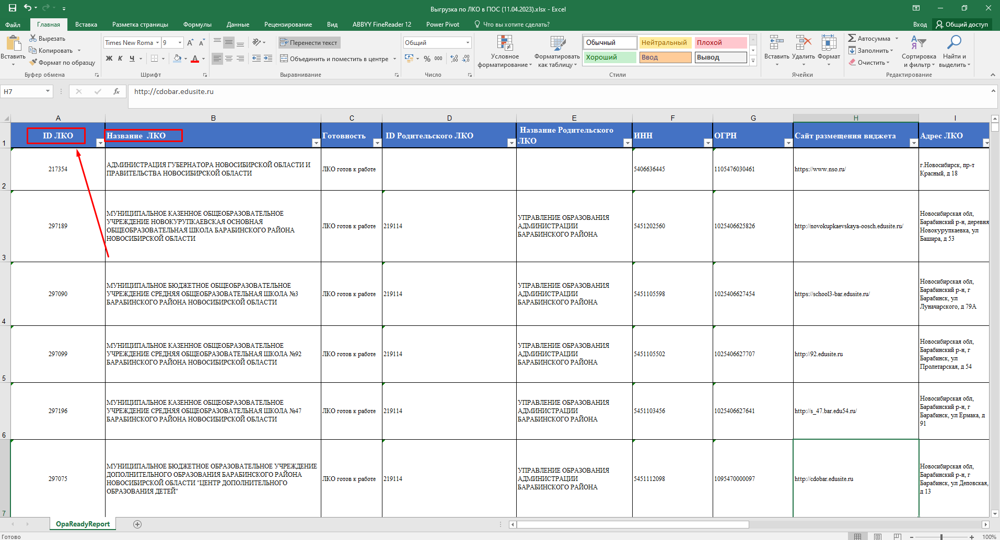 Выгрузка по ЛКО в ПОС (11.04.2023).xlsx - Excel
Файл Главная Вставка Разметка страницы Формулы Данные Рецензирование Вид ABBYY FineReader 12 Power Pivot Что вы хотите сделать? Вход Общий доступ
Вставить
Вырезать
Копировать
Формат по образцу
Буфер обмена
Times New Roma 9
Ж К Ч
Шрифт
Перенести текст
Объединить и поместить в центре
Выравнивание
Общий
% 000
Число
Условное форматирование
Форматировать как таблицу
Обычный Нейтральный Плохой
Хороший Ввод Вывод
Стили
Вставить Удалить Формат
Ячейки
Автосумма
Заполнить
Очистить
Сортировка и фильтр
Найти и выделить
Редактирование
H7 fx http://cdobar.edusite.ru
A B C D E F G H I
1 ID ЛКО Название ЛКО Готовность ID Родительского ЛКО Название Родительского ЛКО ИНН ОГРН Сайт размещения виджета Адрес ЛКО
217354
АДМИНИСТРАЦИЯ ГУБЕРНАТОРА НОВОСИБИРСКОЙ ОБЛАСТИ И
ПРАВИТЕЛЬСТВА НОВОСИБИРСКОЙ ОБЛАСТИ
ЛКО готов к работе
5406636445
1105476030461
https://www.nso.ru/
г.Новосибирск, пр-т
Красный, д 18
2
297189
МУНИЦИПАЛЬНОЕ КАЗЕННОЕ ОБЩЕОБРАЗОВАТЕЛЬНОЕ
УЧРЕЖДЕНИЕ НОВОКУРУПКАЕВСКАЯ ОСНОВНАЯ
ОБЩЕОБРАЗОВАТЕЛЬНАЯ ШКОЛА БАРАБИНСКОГО РАЙОНА
НОВОСИБИРСКОЙ ОБЛАСТИ
ЛКО готов к работе
219114
УПРАВЛЕНИЕ ОБРАЗОВАНИЯ
АДМИНИСТРАЦИИ
БАРАБИНСКОГО РАЙОНА
5451202560
1025406625826
http://novokupkaevskaya-oosch.edusite.ru/
Новосибирская обл,
Барабинский р-н, деревня
Новокурупкаевка, ул
Башира, д 53
3
297090
МУНИЦИПАЛЬНОЕ БЮДЖЕТНОЕ ОБЩЕОБРАЗОВАТЕЛЬНОЕ
УЧРЕЖДЕНИЕ СРЕДНЯЯ ОБЩЕОБРАЗОВАТЕЛЬНАЯ ШКОЛА №3
БАРАБИНСКОГО РАЙОНА НОВОСИБИРСКОЙ ОБЛАСТИ
ЛКО готов к работе
219114
УПРАВЛЕНИЕ ОБРАЗОВАНИЯ
АДМИНИСТРАЦИИ
БАРАБИНСКОГО РАЙОНА
5451105598
1025406627454
https://school3-bar.edusite.ru/
Новосибирская обл,
Барабинский р-н, г
Барабинск, ул
Луначарского, д 79А
4
297099
МУНИЦИПАЛЬНОЕ КАЗЕННОЕ ОБЩЕОБРАЗОВАТЕЛЬНОЕ
УЧРЕЖДЕНИЕ СРЕДНЯЯ ОБЩЕОБРАЗОВАТЕЛЬНАЯ ШКОЛА №92
БАРАБИНСКОГО РАЙОНА НОВОСИБИРСКОЙ ОБЛАСТИ
ЛКО готов к работе
219114
УПРАВЛЕНИЕ ОБРАЗОВАНИЯ
АДМИНИСТРАЦИИ
БАРАБИНСКОГО РАЙОНА
5451105502
1025406627707
http://92.edusite.ru
Новосибирская обл,
Барабинский р-н, г
Барабинск, ул
Пролетарская, д 54
5
297196
МУНИЦИПАЛЬНОЕ КАЗЕННОЕ ОБЩЕОБРАЗОВАТЕЛЬНОЕ
УЧРЕЖДЕНИЕ СРЕДНЯЯ ОБЩЕОБРАЗОВАТЕЛЬНАЯ ШКОЛА №47
БАРАБИНСКОГО РАЙОНА НОВОСИБИРСКОЙ ОБЛАСТИ
ЛКО готов к работе
219114
УПРАВЛЕНИЕ ОБРАЗОВАНИЯ
АДМИНИСТРАЦИИ
БАРАБИНСКОГО РАЙОНА
5451103456
1025406627641
http://s_47.bar.edu54.ru/
Новосибирская обл,
Барабинский р-н, г
Барабинск, ул Ермака, д
91
6
297075
МУНИЦИПАЛЬНОЕ БЮДЖЕТНОЕ ОБРАЗОВАТЕЛЬНОЕ УЧРЕЖДЕНИЕ
ДОПОЛНИТЕЛЬНОГО ОБРАЗОВАНИЯ БАРАБИНСКОГО РАЙОНА
НОВОСИБИРСКОЙ ОБЛАСТИ "ЦЕНТР ДОПОЛНИТЕЛЬНОГО
ОБРАЗОВАНИЯ ДЕТЕЙ"
ЛКО готов к работе
219114
УПРАВЛЕНИЕ ОБРАЗОВАНИЯ
АДМИНИСТРАЦИИ
БАРАБИНСКОГО РАЙОНА
5451112098
1095470000097
http://cdobar.edusite.ru
Новосибирская обл,
Барабинский р-н, г
Барабинск, ул Деповская,
д 13
7
OpaReadyReport
Готово
100%